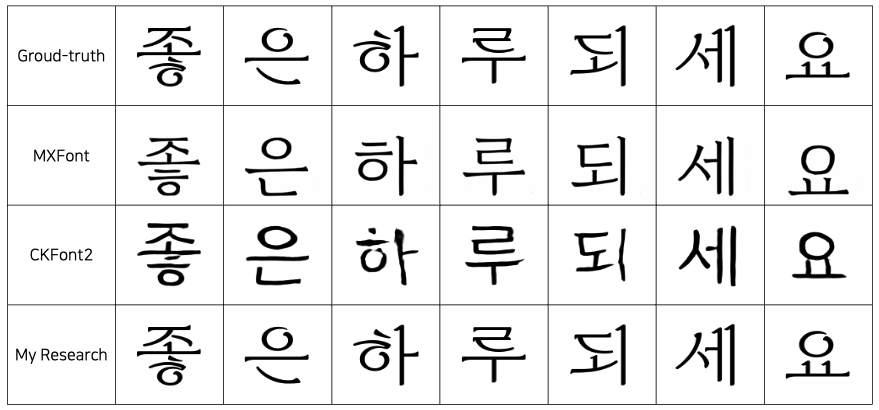 Groud-truth 좋 은 하 루 되 세 요
MXFont 좋 은 하 루 되 세 요
CKFont2 좋 은 하 루 되 세 요
My Research 좋 은 하 루 되 세 요